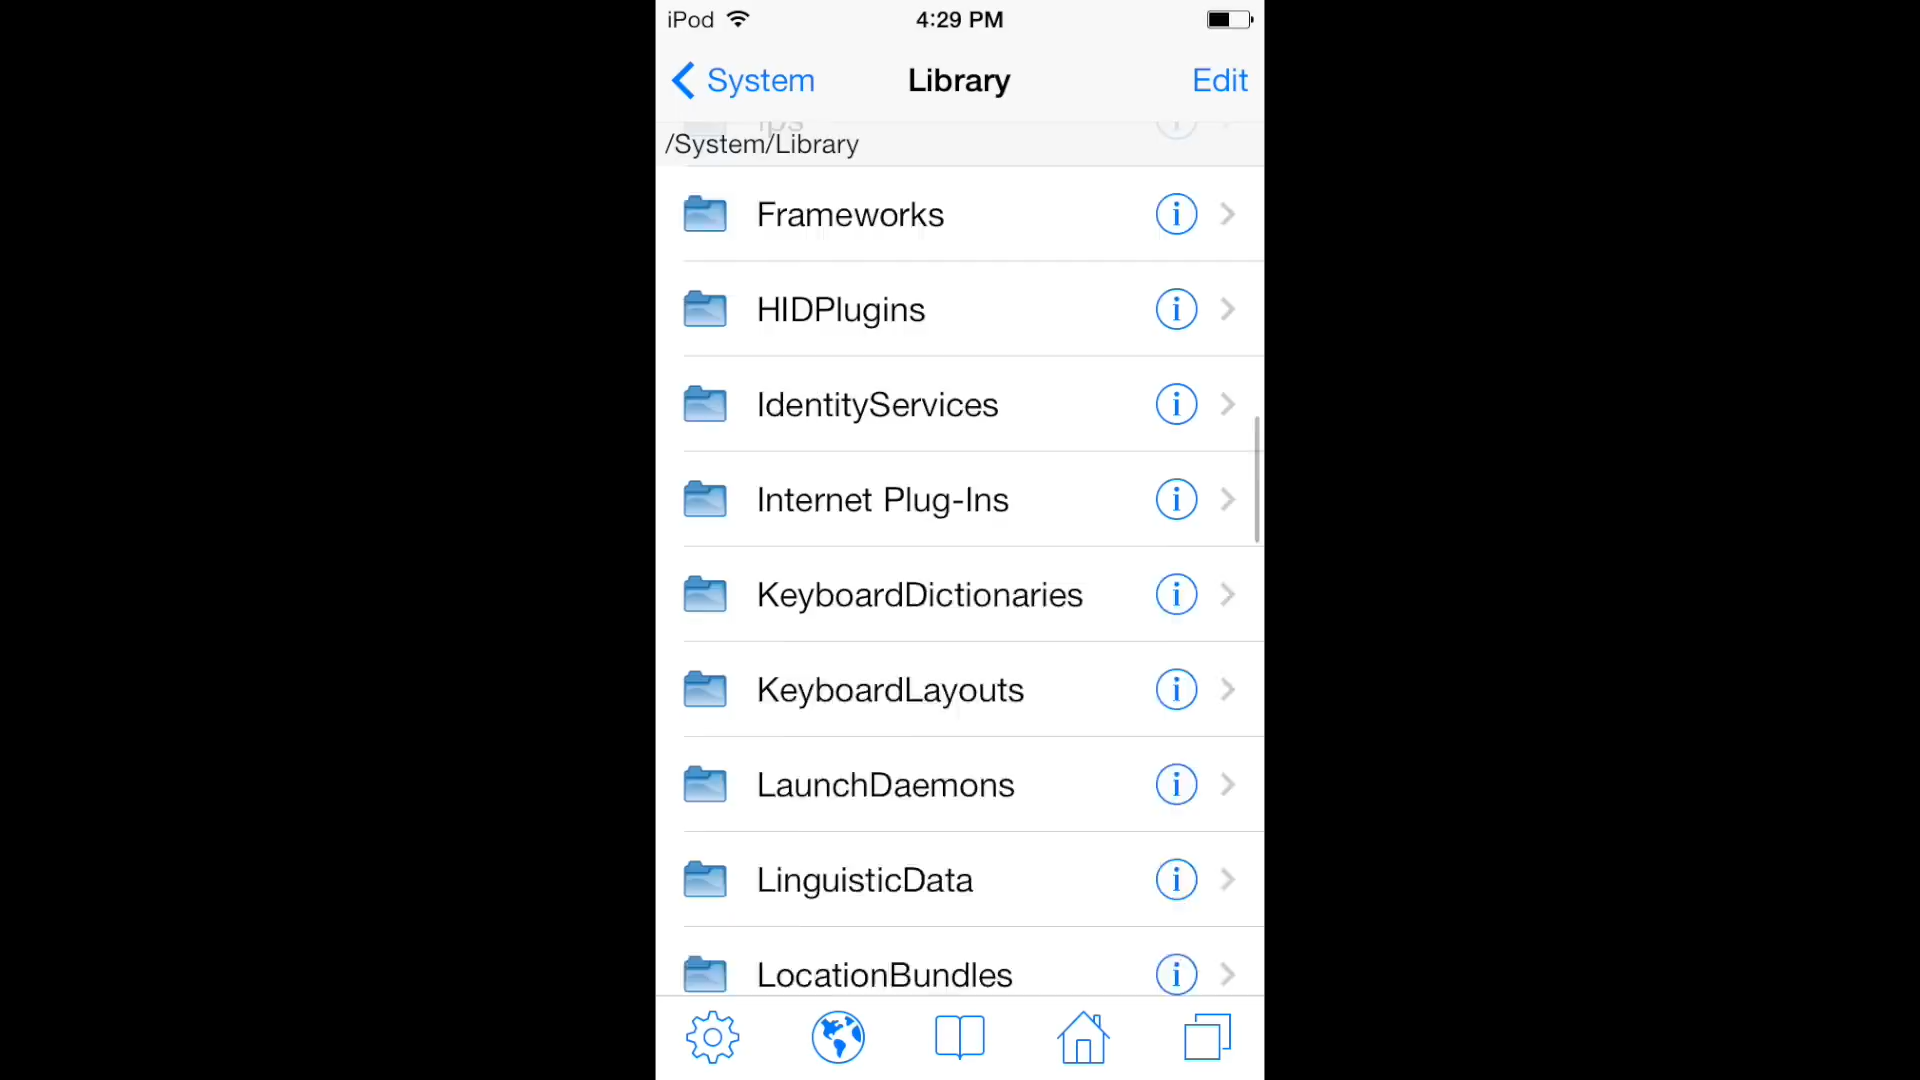 iPod
4:29 PM
System
Library
Edit
/System/Library
Frameworks
HIDPlugins
IdentityServices
Internet Plug-Ins
KeyboardDictionaries
KeyboardLayouts
LaunchDaemons
LinguisticData
LocationBundles